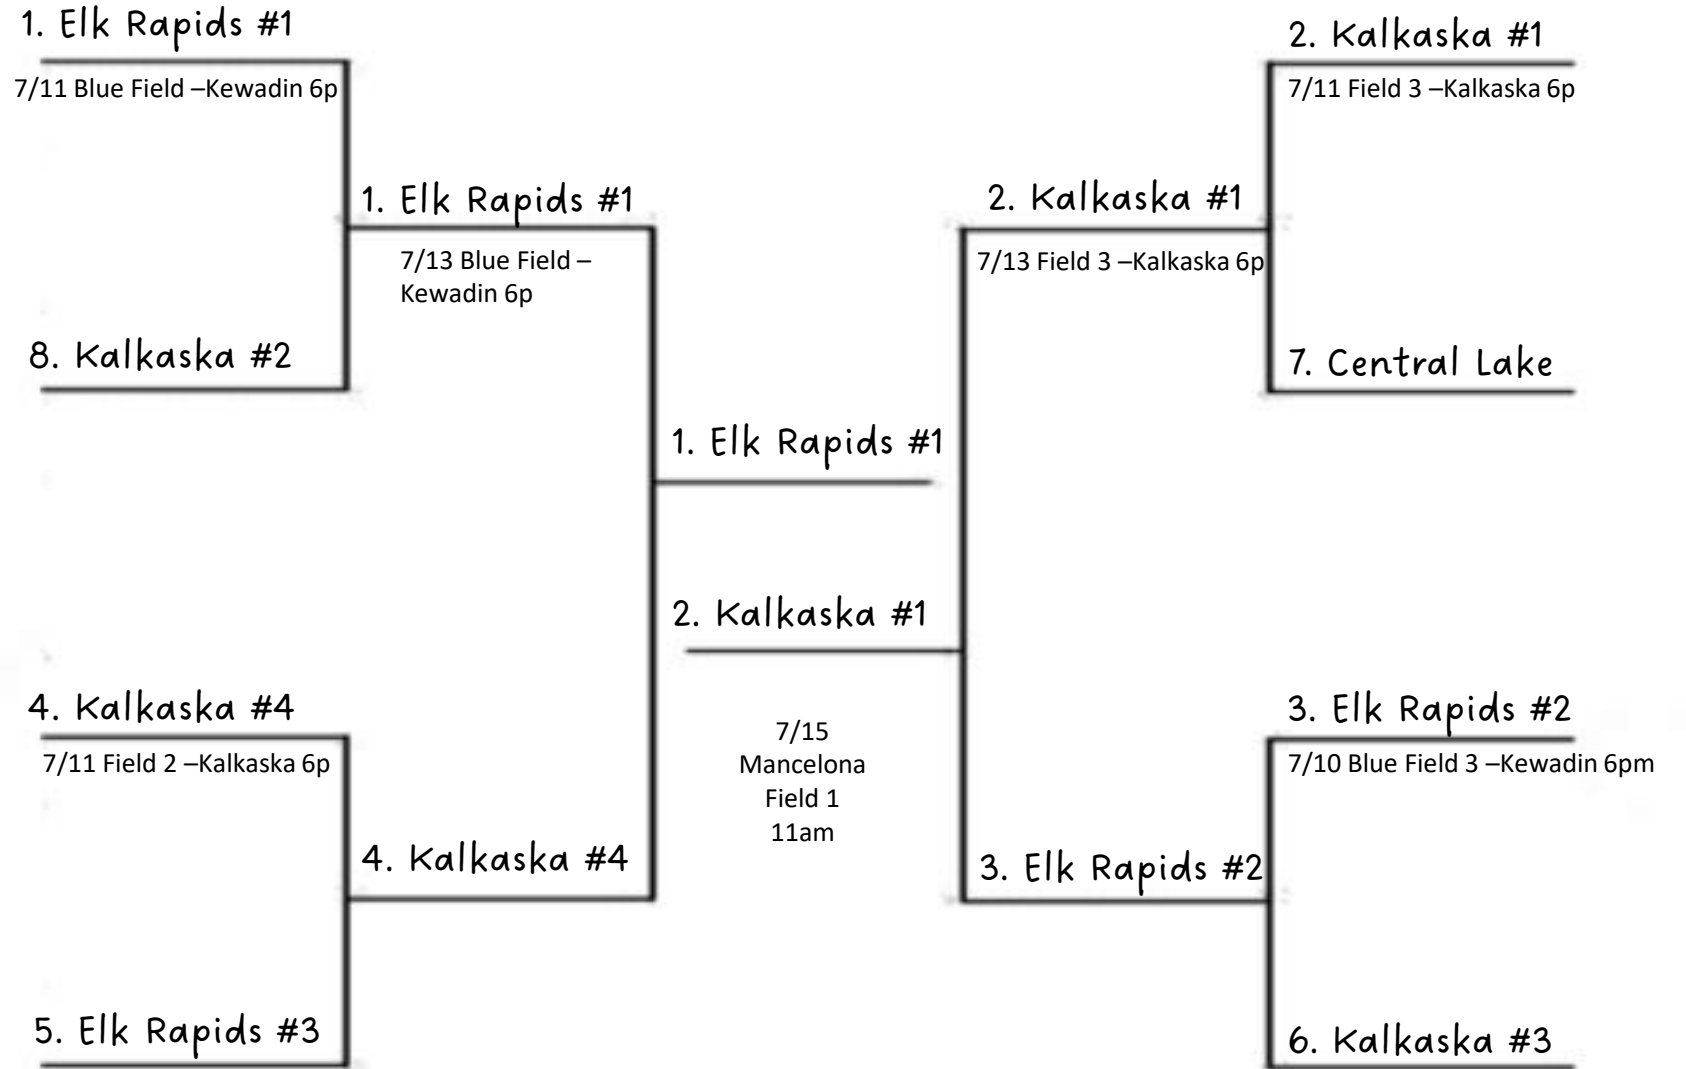 1. Elk Rapids #1
7/11 Blue Field –Kewadin 6p
8. Kalkaska #2
1. Elk Rapids #1
7/13 Blue Field –
Kewadin 6p
4. Kalkaska #4
7/11 Field 2 –Kalkaska 6p
5. Elk Rapids #3
4. Kalkaska #4
1. Elk Rapids #1
2. Kalkaska #1
7/15
Mancelona
Field 1
11am
2. Kalkaska #1
7/13 Field 3 –Kalkaska 6p
3. Elk Rapids #2
2. Kalkaska #1
7/11 Field 3 –Kalkaska 6p
7. Central Lake
3. Elk Rapids #2
7/10 Blue Field 3 –Kewadin 6pm
6. Kalkaska #3